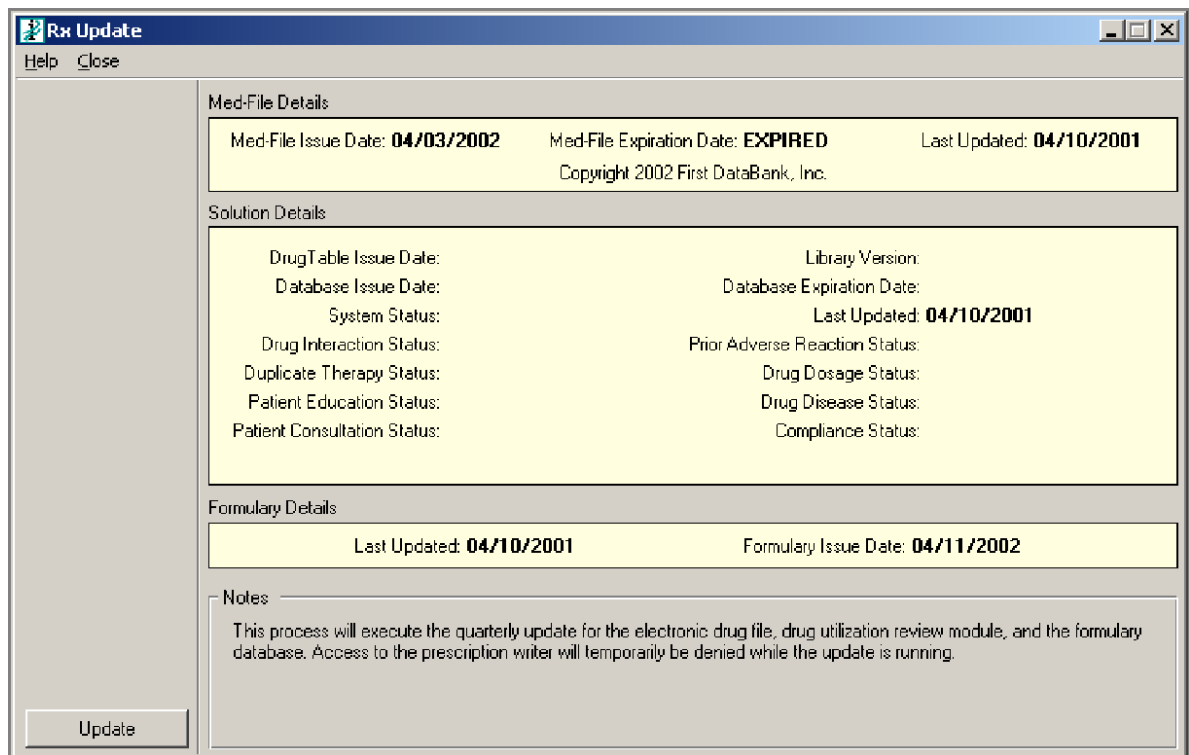 Rx Update
Help Close
Med-File Details
Med-File Issue Date: 04/03/2002 Med-File Expiration Date: EXPIRED Last Updated: 04/10/2001
Copyright 2002 First DataBank, Inc.
Solution Details
DrugTable Issue Date: Library Version:
Database Issue Date: Database Expiration Date:
System Status: Last Updated: 04/10/2001
Drug Interaction Status: Prior Adverse Reaction Status:
Duplicate Therapy Status: Drug Dosage Status:
Patient Education Status: Drug Disease Status:
Patient Consultation Status: Compliance Status:
Formulary Details
Last Updated: 04/10/2001 Formulary Issue Date: 04/11/2002
Notes
This process will execute the quarterly update for the electronic drug file, drug utilization review module, and the formulary
database. Access to the prescription writer will temporarily be denied while the update is running.
Update